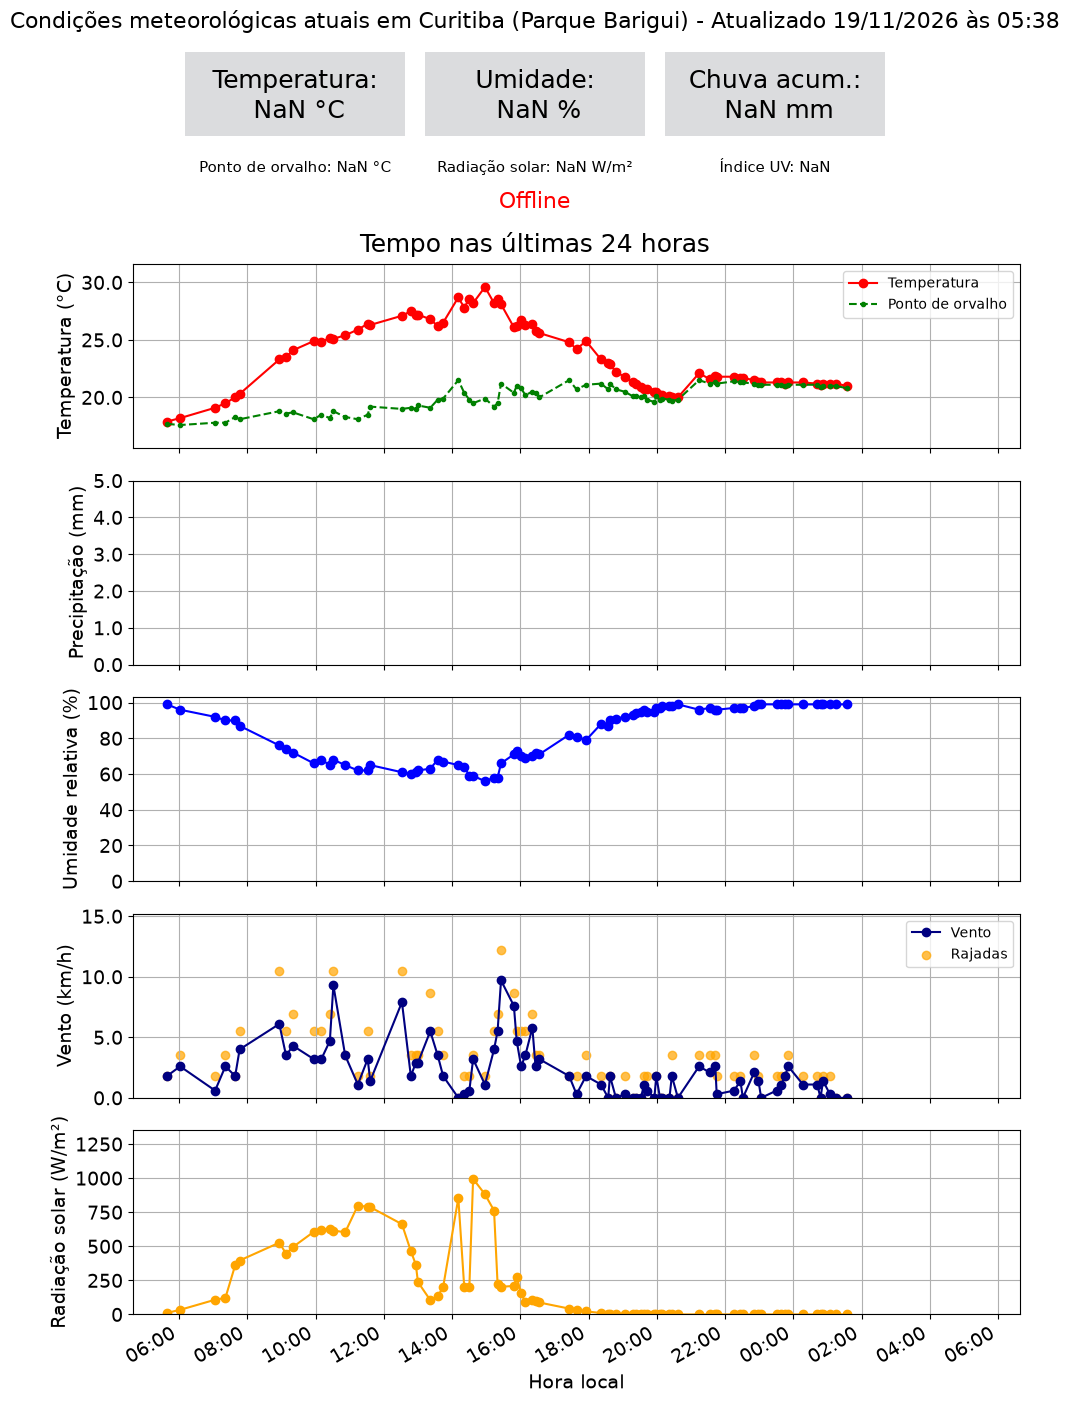 Condições meteorológicas atuais em Curitiba (Parque Barigui) - Atualizado 19/11/2026 às 05:38
Temperatura:
NaN °C
Umidade:
NaN %
Chuva acum.:
NaN mm
Ponto de orvalho: NaN °C
Radiação solar: NaN W/m²
Índice UV: NaN
Offline
Tempo nas últimas 24 horas
Temperatura (°C)
30.0
25.0
20.0
Temperatura
Ponto de orvalho
Precipitação (mm)
5.0
4.0
3.0
2.0
1.0
0.0
Umidade relativa (%)
100
80
60
40
20
0
Vento (km/h)
15.0
10.0
5.0
0.0
Vento
Rajadas
Radiação solar (W/m²)
1250
1000
750
500
250
0
06:00
08:00
10:00
12:00
14:00
16:00
18:00
20:00
22:00
00:00
02:00
04:00
06:00
Hora local